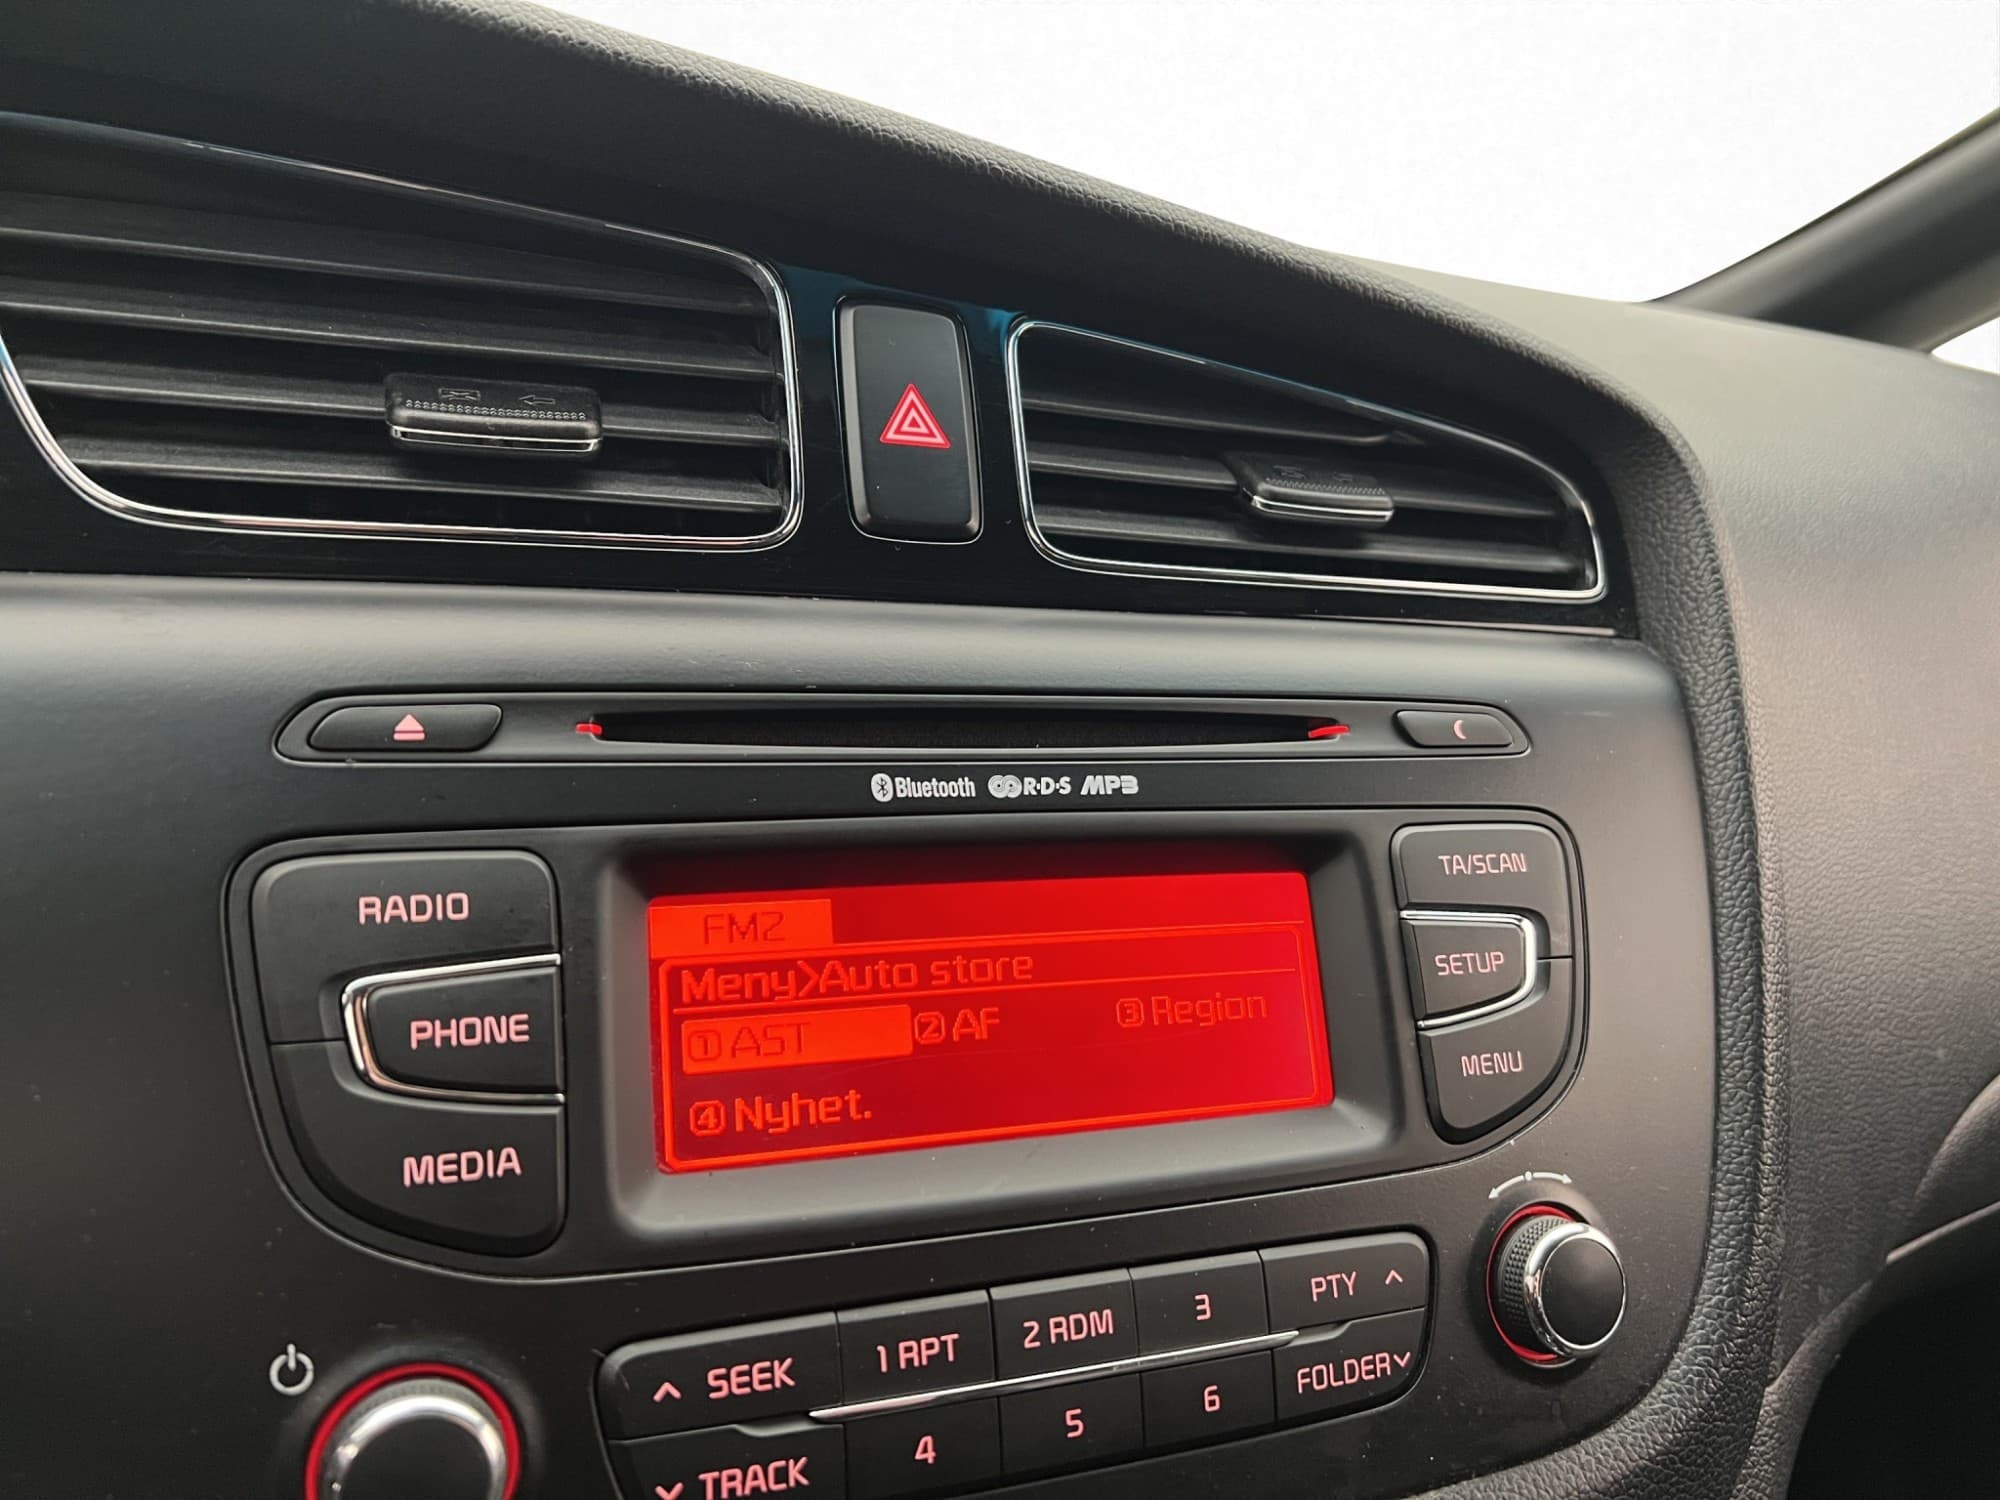 Bluetooth R·D·S MP3
RADIO
PHONE
MEDIA
FM2
Meny>Auto store
1 AST 2 AF 3 Region
4 Nyhet.
TA/SCAN
SETUP
MENU
SEEK 1 RPT 2 RDM 3 PTY
TRACK 4 5 6 FOLDER